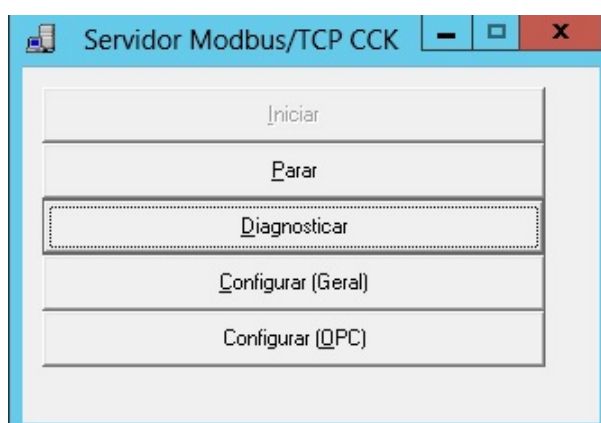 Servidor Modbus/TCP CCK
Iniciar
Parar
Diagnosticar
Configurar (Geral)
Configurar (OPC)